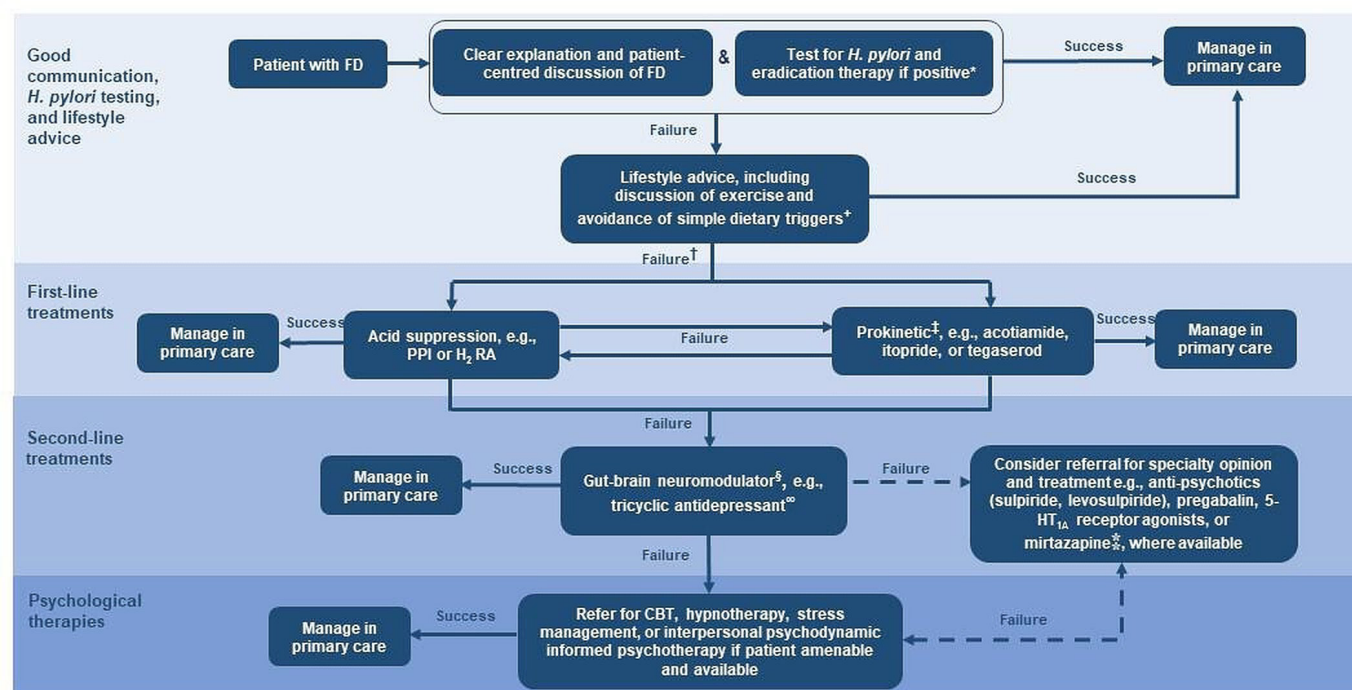 Good
communication,
H. pylori testing,
and lifestyle
advice
Patient with FD
Clear explanation and patient-
centred discussion of FD
&
Test for H. pylori and
eradication therapy if positive*
Success
Manage in
primary care
Failure
Lifestyle advice, including
discussion of exercise and
avoidance of simple dietary triggers⁺
Success
Failure†
First-line
treatments
Manage in
primary care
Success
Acid suppression, e.g.,
PPI or H₂ RA
Failure
Prokinetic‡, e.g., acotiamide,
itopride, or tegaserod
Success
Manage in
primary care
Second-line
treatments
Failure
Manage in
primary care
Success
Gut-brain neuromodulator§, e.g.,
tricyclic antidepressant∞
Failure
Consider referral for specialty opinion
and treatment e.g., anti-psychotics
(sulpiride, levosulpiride), pregabalin, 5-
HT1A receptor agonists, or
mirtazapine⁑, where available
Failure
Psychological
therapies
Manage in
primary care
Success
Refer for CBT, hypnotherapy, stress
management, or interpersonal psychodynamic
informed psychotherapy if patient amenable
and available
Failure